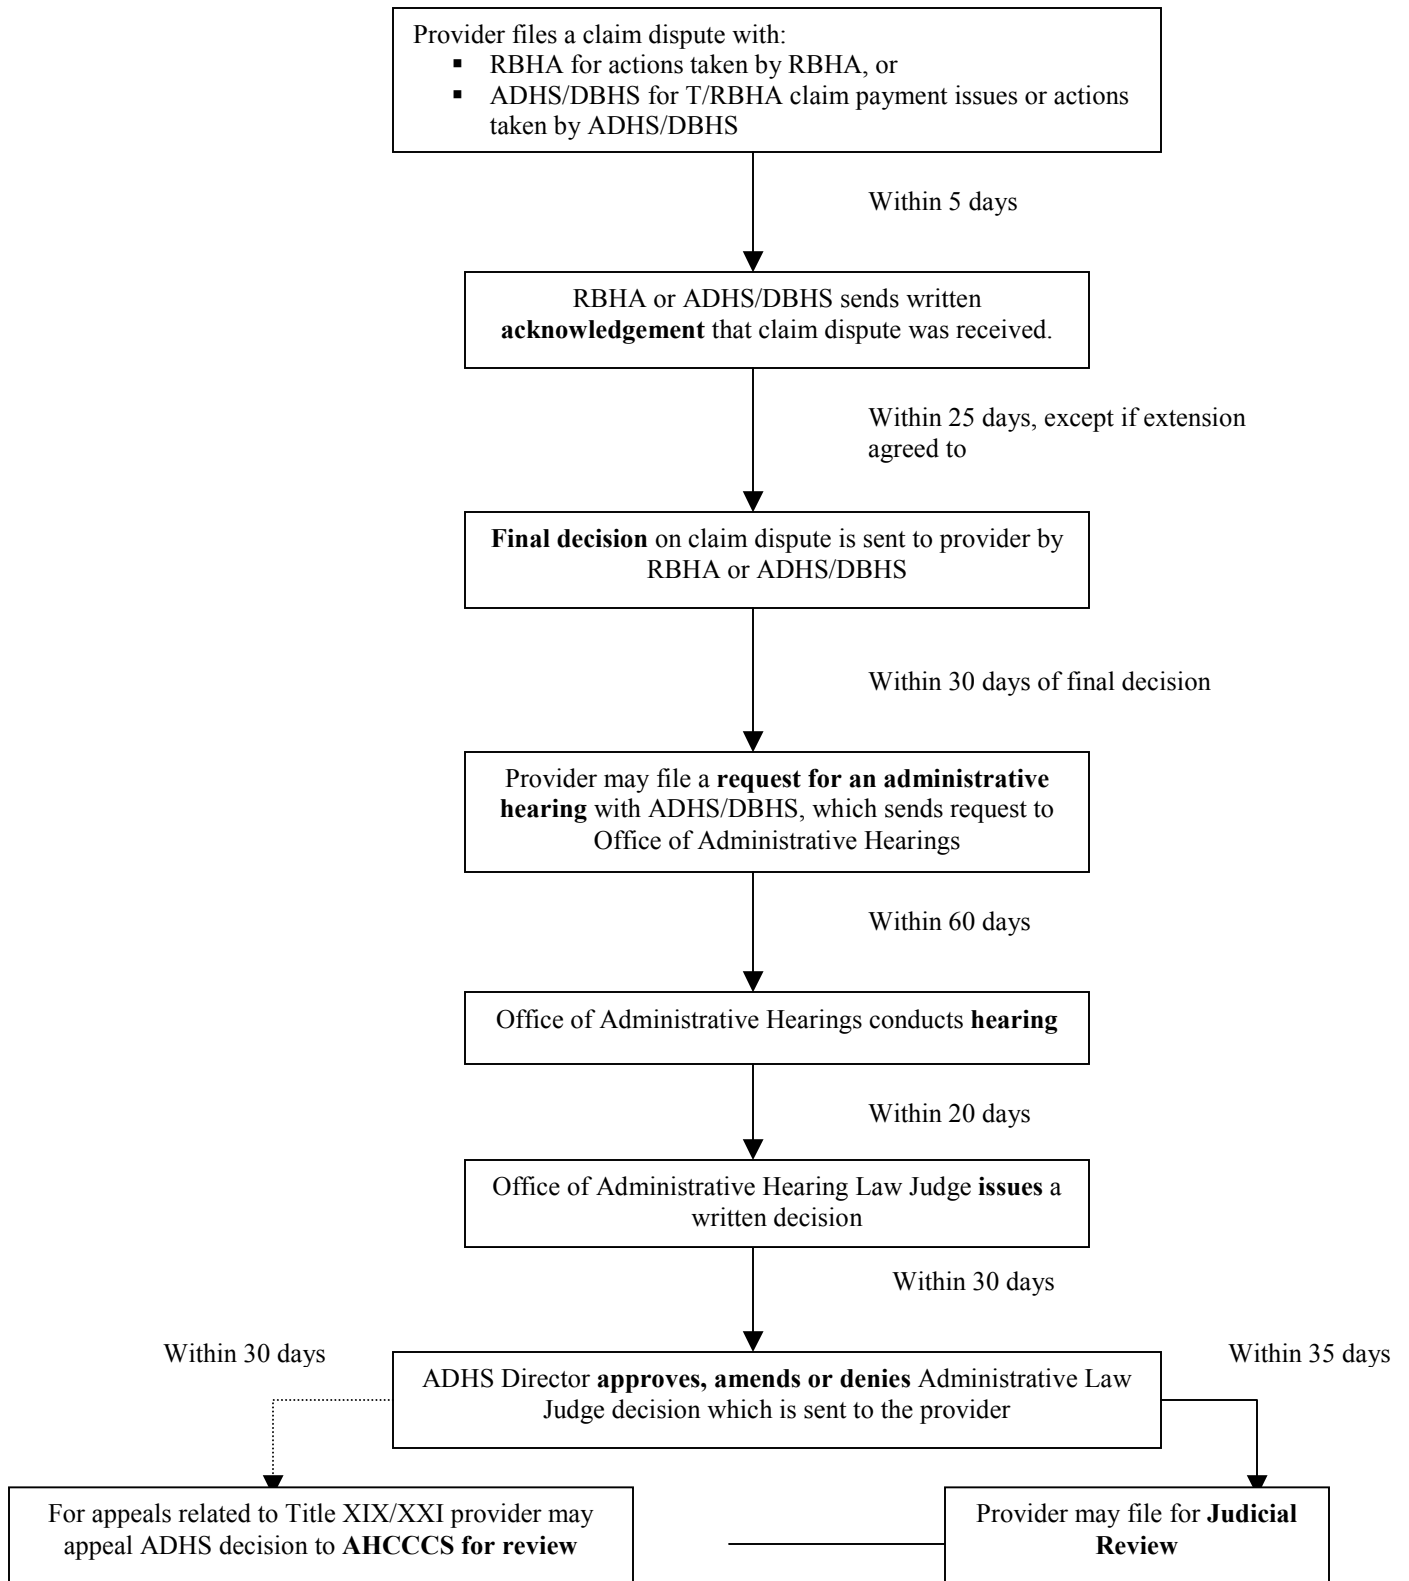 Provider files a claim dispute with:
▪ RBHA for actions taken by RBHA, or
▪ ADHS/DBHS for T/RBHA claim payment issues or actions
taken by ADHS/DBHS
Within 5 days
RBHA or ADHS/DBHS sends written
acknowledgement that claim dispute was received.
Within 25 days, except if extension
agreed to
Final decision on claim dispute is sent to provider by
RBHA or ADHS/DBHS
Within 30 days of final decision
Provider may file a request for an administrative
hearing with ADHS/DBHS, which sends request to
Office of Administrative Hearings
Within 60 days
Office of Administrative Hearings conducts hearing
Within 20 days
Office of Administrative Hearing Law Judge issues a
written decision
Within 30 days
Within 30 days
Within 35 days
ADHS Director approves, amends or denies Administrative Law
Judge decision which is sent to the provider
For appeals related to Title XIX/XXI provider may
appeal ADHS decision to AHCCCS for review
Provider may file for Judicial
Review